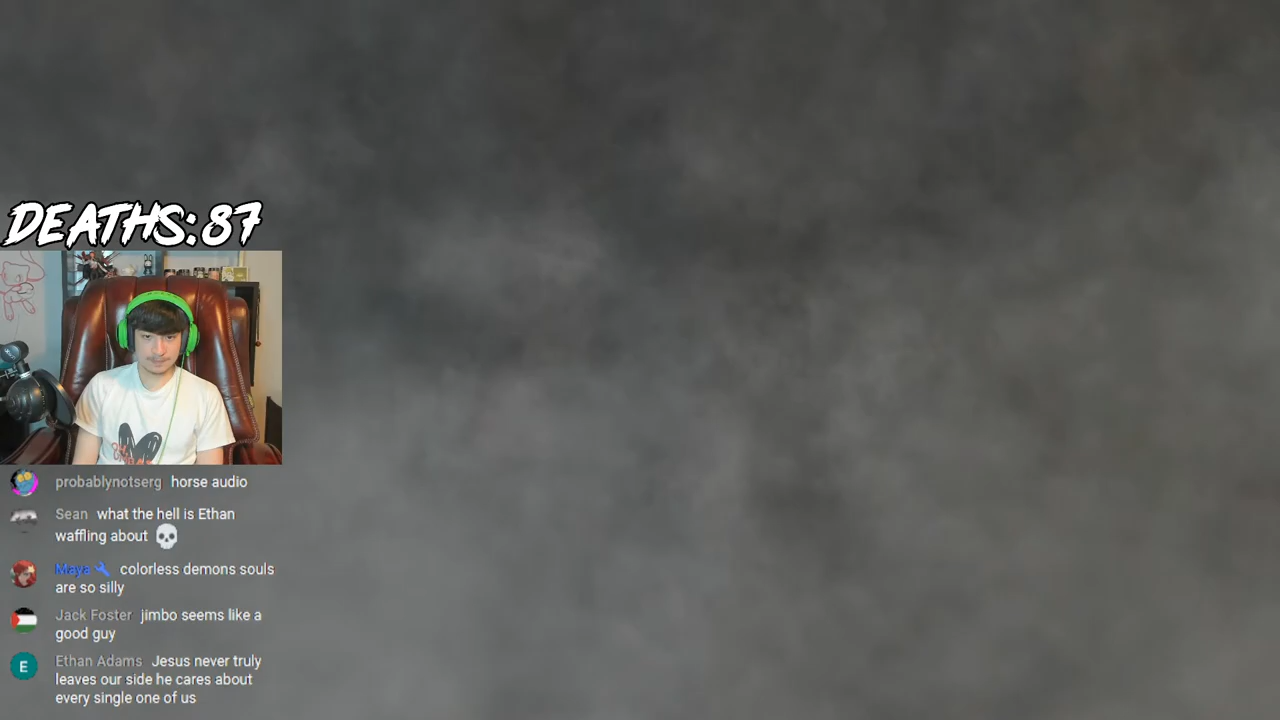 DEATHS:87
probablynotserg horse audio
Sean what the hell is Ethan
waffling about
Maya colorless demons souls
are so silly
Jack Foster jimbo seems like a
good guy
E
Ethan Adams Jesus never truly
leaves our side he cares about
every single one of us